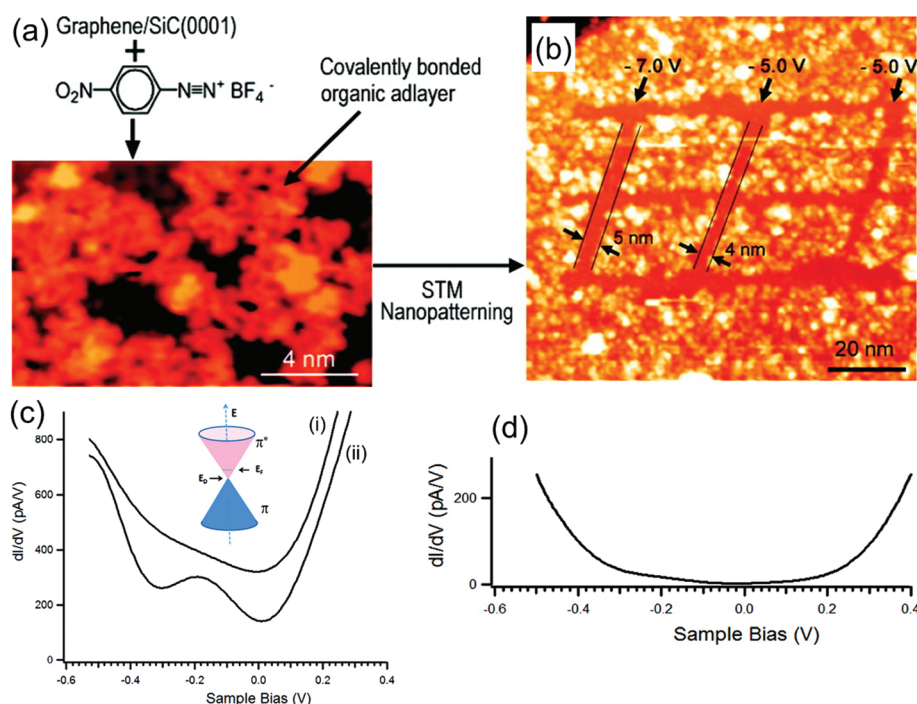 (a)
Graphene/SiC(0001)
+
O₂N N≡N⁺ BF₄⁻
Covalently bonded
organic adlayer
4 nm
STM
Nanopatterning
(b)
- 7.0 V - 5.0 V - 5.0 V
5 nm
4 nm
20 nm
(c)
dI/dV (pA/V)
800
600
400
200
0
-0.6 -0.4 -0.2 0.0 0.2 0.4
Sample Bias (V)
E
π*
E_F
E_D
π
(i)
(ii)
(d)
dI/dV (pA/V)
200
0
-0.6 -0.4 -0.2 0.0 0.2 0.4
Sample Bias (V)